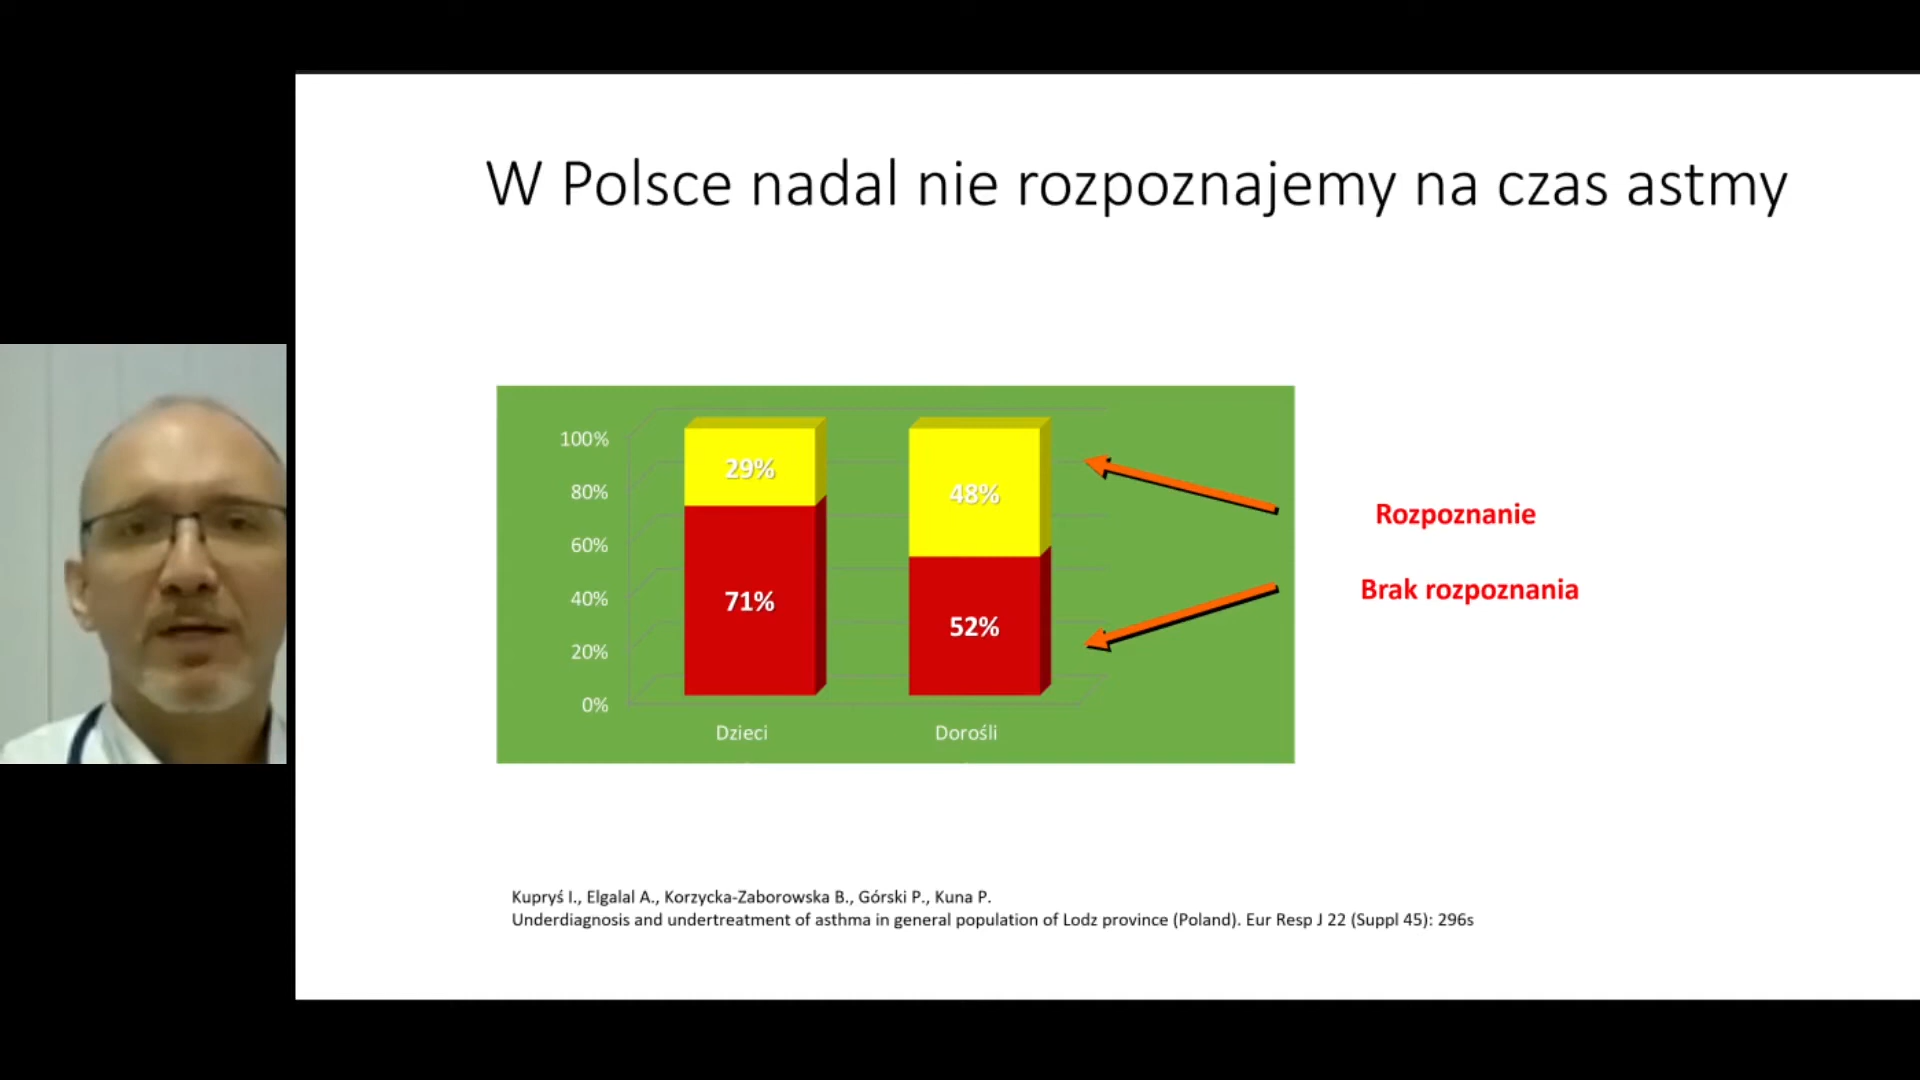 W Polsce nadal nie rozpoznajemy na czas astmy
100%
80%
60%
40%
20%
0%
29%
71%
48%
52%
Dzieci
Dorośli
Rozpoznanie
Brak rozpoznania
Kupryś I., Elgalal A., Korzycka-Zaborowska B., Górski P., Kuna P.
Underdiagnosis and undertreatment of asthma in general population of Lodz province (Poland). Eur Resp J 22 (Suppl 45): 296s